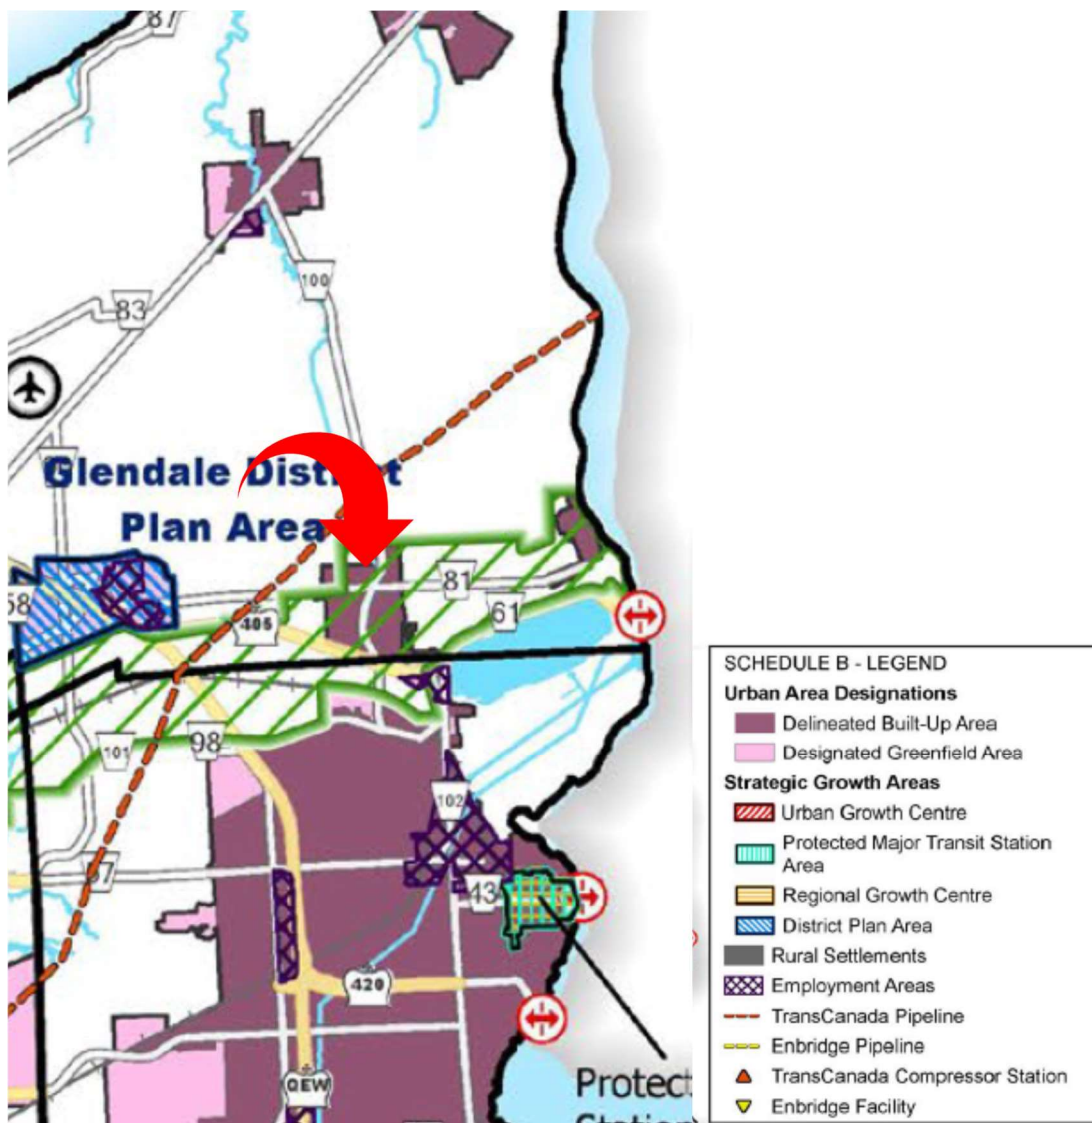 87
100
83
Glendale District
Plan Area
81
58
61
405
98
101
102
43
420
QEW
Protect
SCHEDULE B - LEGEND
Urban Area Designations
Delineated Built-Up Area
Designated Greenfield Area
Strategic Growth Areas
Urban Growth Centre
Protected Major Transit Station
Area
Regional Growth Centre
District Plan Area
Rural Settlements
Employment Areas
TransCanada Pipeline
Enbridge Pipeline
TransCanada Compressor Station
Enbridge Facility